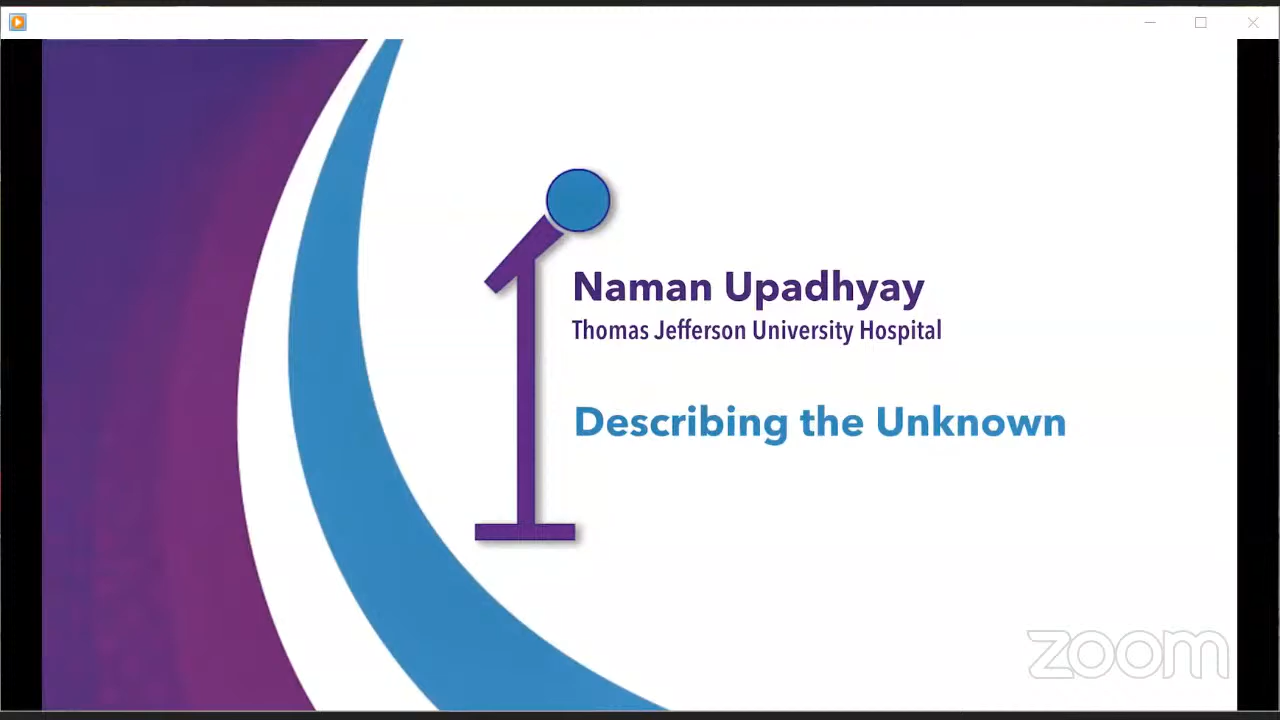 Naman Upadhyay
Thomas Jefferson University Hospital
Describing the Unknown
zoom